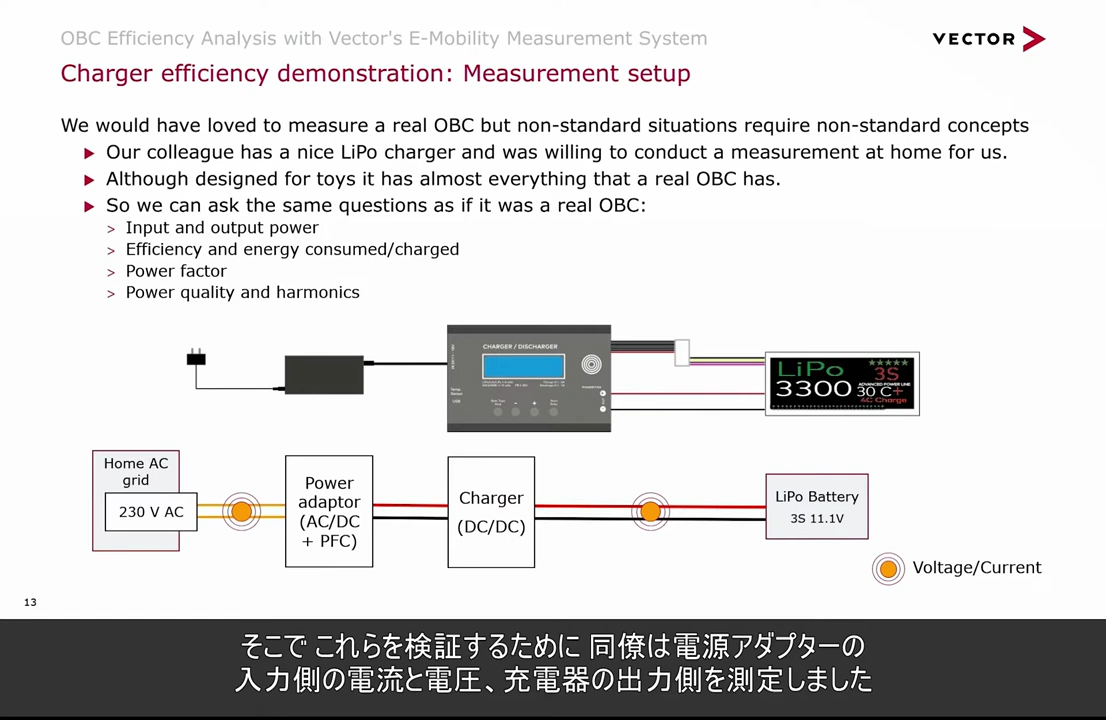 OBC Efficiency Analysis with Vector's E-Mobility Measurement System
VECTOR
Charger efficiency demonstration: Measurement setup
We would have loved to measure a real OBC but non-standard situations require non-standard concepts
Our colleague has a nice LiPo charger and was willing to conduct a measurement at home for us.
Although designed for toys it has almost everything that a real OBC has.
So we can ask the same questions as if it was a real OBC:
> Input and output power
> Efficiency and energy consumed/charged
> Power factor
> Power quality and harmonics
CHARGER / DISCHARGER
LiPo
3S
3300
ADVANCED POWER LINE
30 C+
4C Charge
Home AC
grid
230 V AC
Power
adaptor
(AC/DC
+ PFC)
Charger
(DC/DC)
LiPo Battery
3S 11.1V
Voltage/Current
13
そこで これらを検証するために 同僚は電源アダプターの
入力側の電流と電圧、充電器の出力側を測定しました